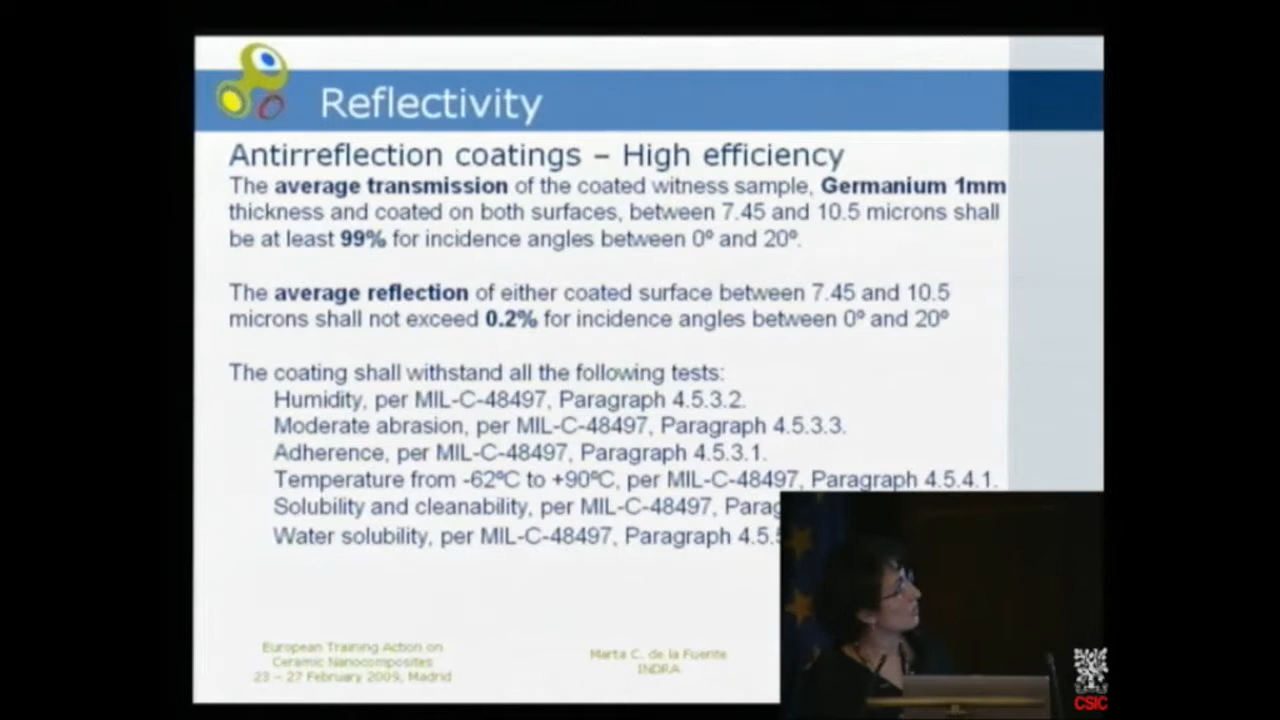 Reflectivity
Antirreflection coatings – High efficiency
The average transmission of the coated witness sample, Germanium 1mm
thickness and coated on both surfaces, between 7.45 and 10.5 microns shall
be at least 99% for incidence angles between 0º and 20º.
The average reflection of either coated surface between 7.45 and 10.5
microns shall not exceed 0.2% for incidence angles between 0º and 20º
The coating shall withstand all the following tests:
Humidity, per MIL-C-48497, Paragraph 4.5.3.2.
Moderate abrasion, per MIL-C-48497, Paragraph 4.5.3.3.
Adherence, per MIL-C-48497, Paragraph 4.5.3.1.
Temperature from -62ºC to +90ºC, per MIL-C-48497, Paragraph 4.5.4.1.
Solubility and cleanability, per MIL-C-48497, Parag
Water solubility, per MIL-C-48497, Paragraph 4.5.
European Training Action on
Ceramic Nanocomposites
23 – 27 February 2009, Madrid
Marta C. de la Fuente
INDRA
CSIC